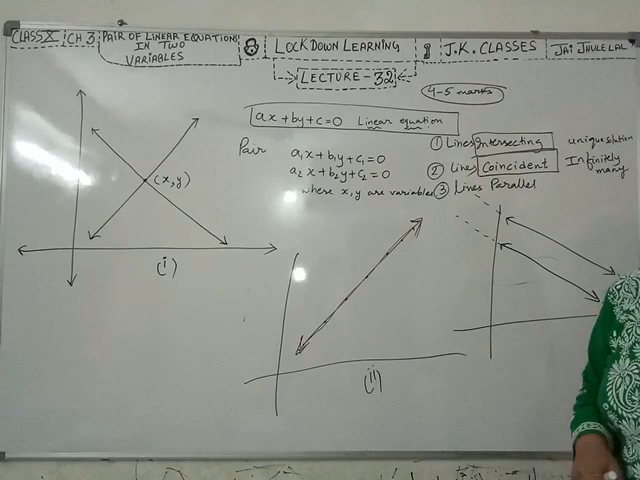 CLASS X
CH 3
PAIR OF LINEAR EQUATIONS
IN TWO
VARIABLES
LOCKDOWN LEARNING
J.K. CLASSES
JAI JHULELAL
LECTURE-32
4-5 marks
ax+by+c=0 Linear equation
Pair
a₁x+b₁y+c₁=0
a₂x+b₂y+c₂=0
where x,y are variables
① Lines Intersecting unique solution
② Lines Coincident Infinitely
many
③ Lines Parallel
(x,y)
(i)
(ii)